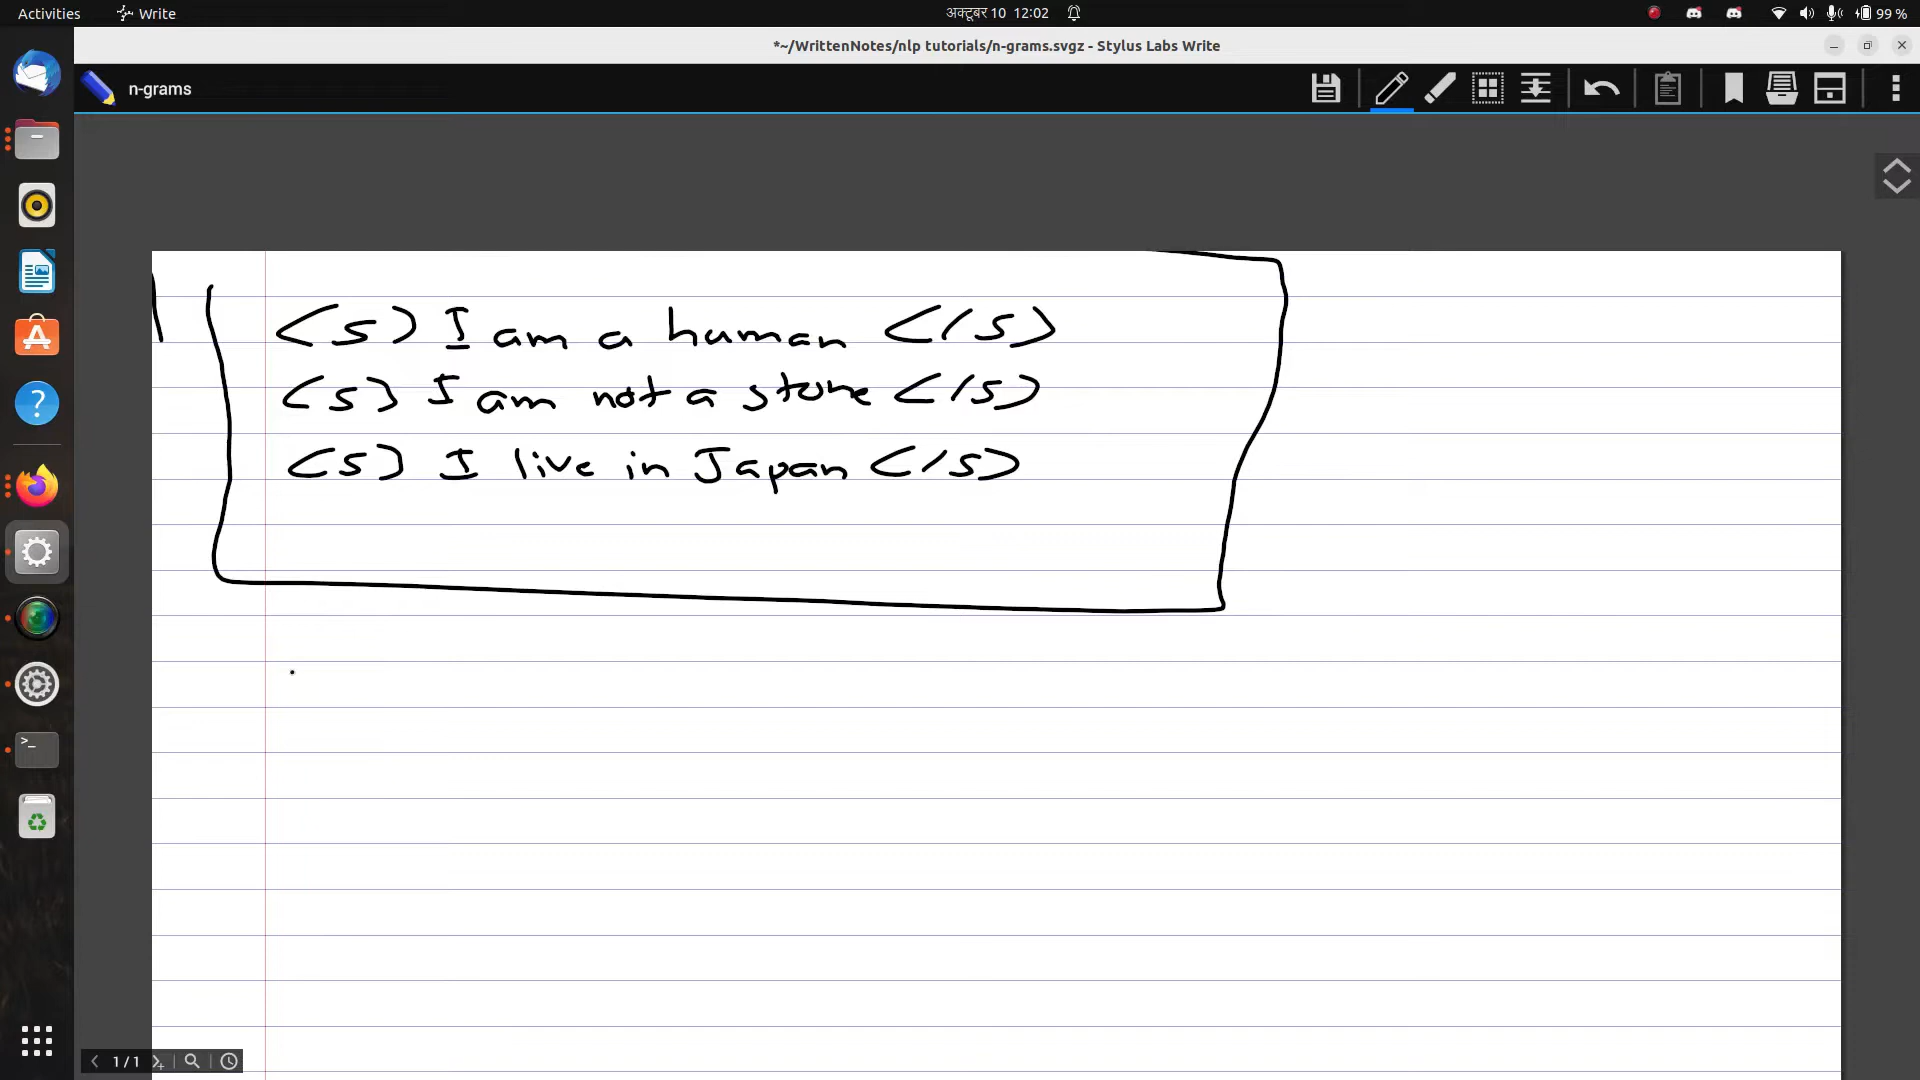 Activities Write अक्टूबर 10 12:02 99 %
*~/WrittenNotes/nlp tutorials/n-grams.svgz - Stylus Labs Write
n-grams
<s> I am a human </s>
<s> I am not a stone </s>
<s> I live in Japan </s>
1 / 1